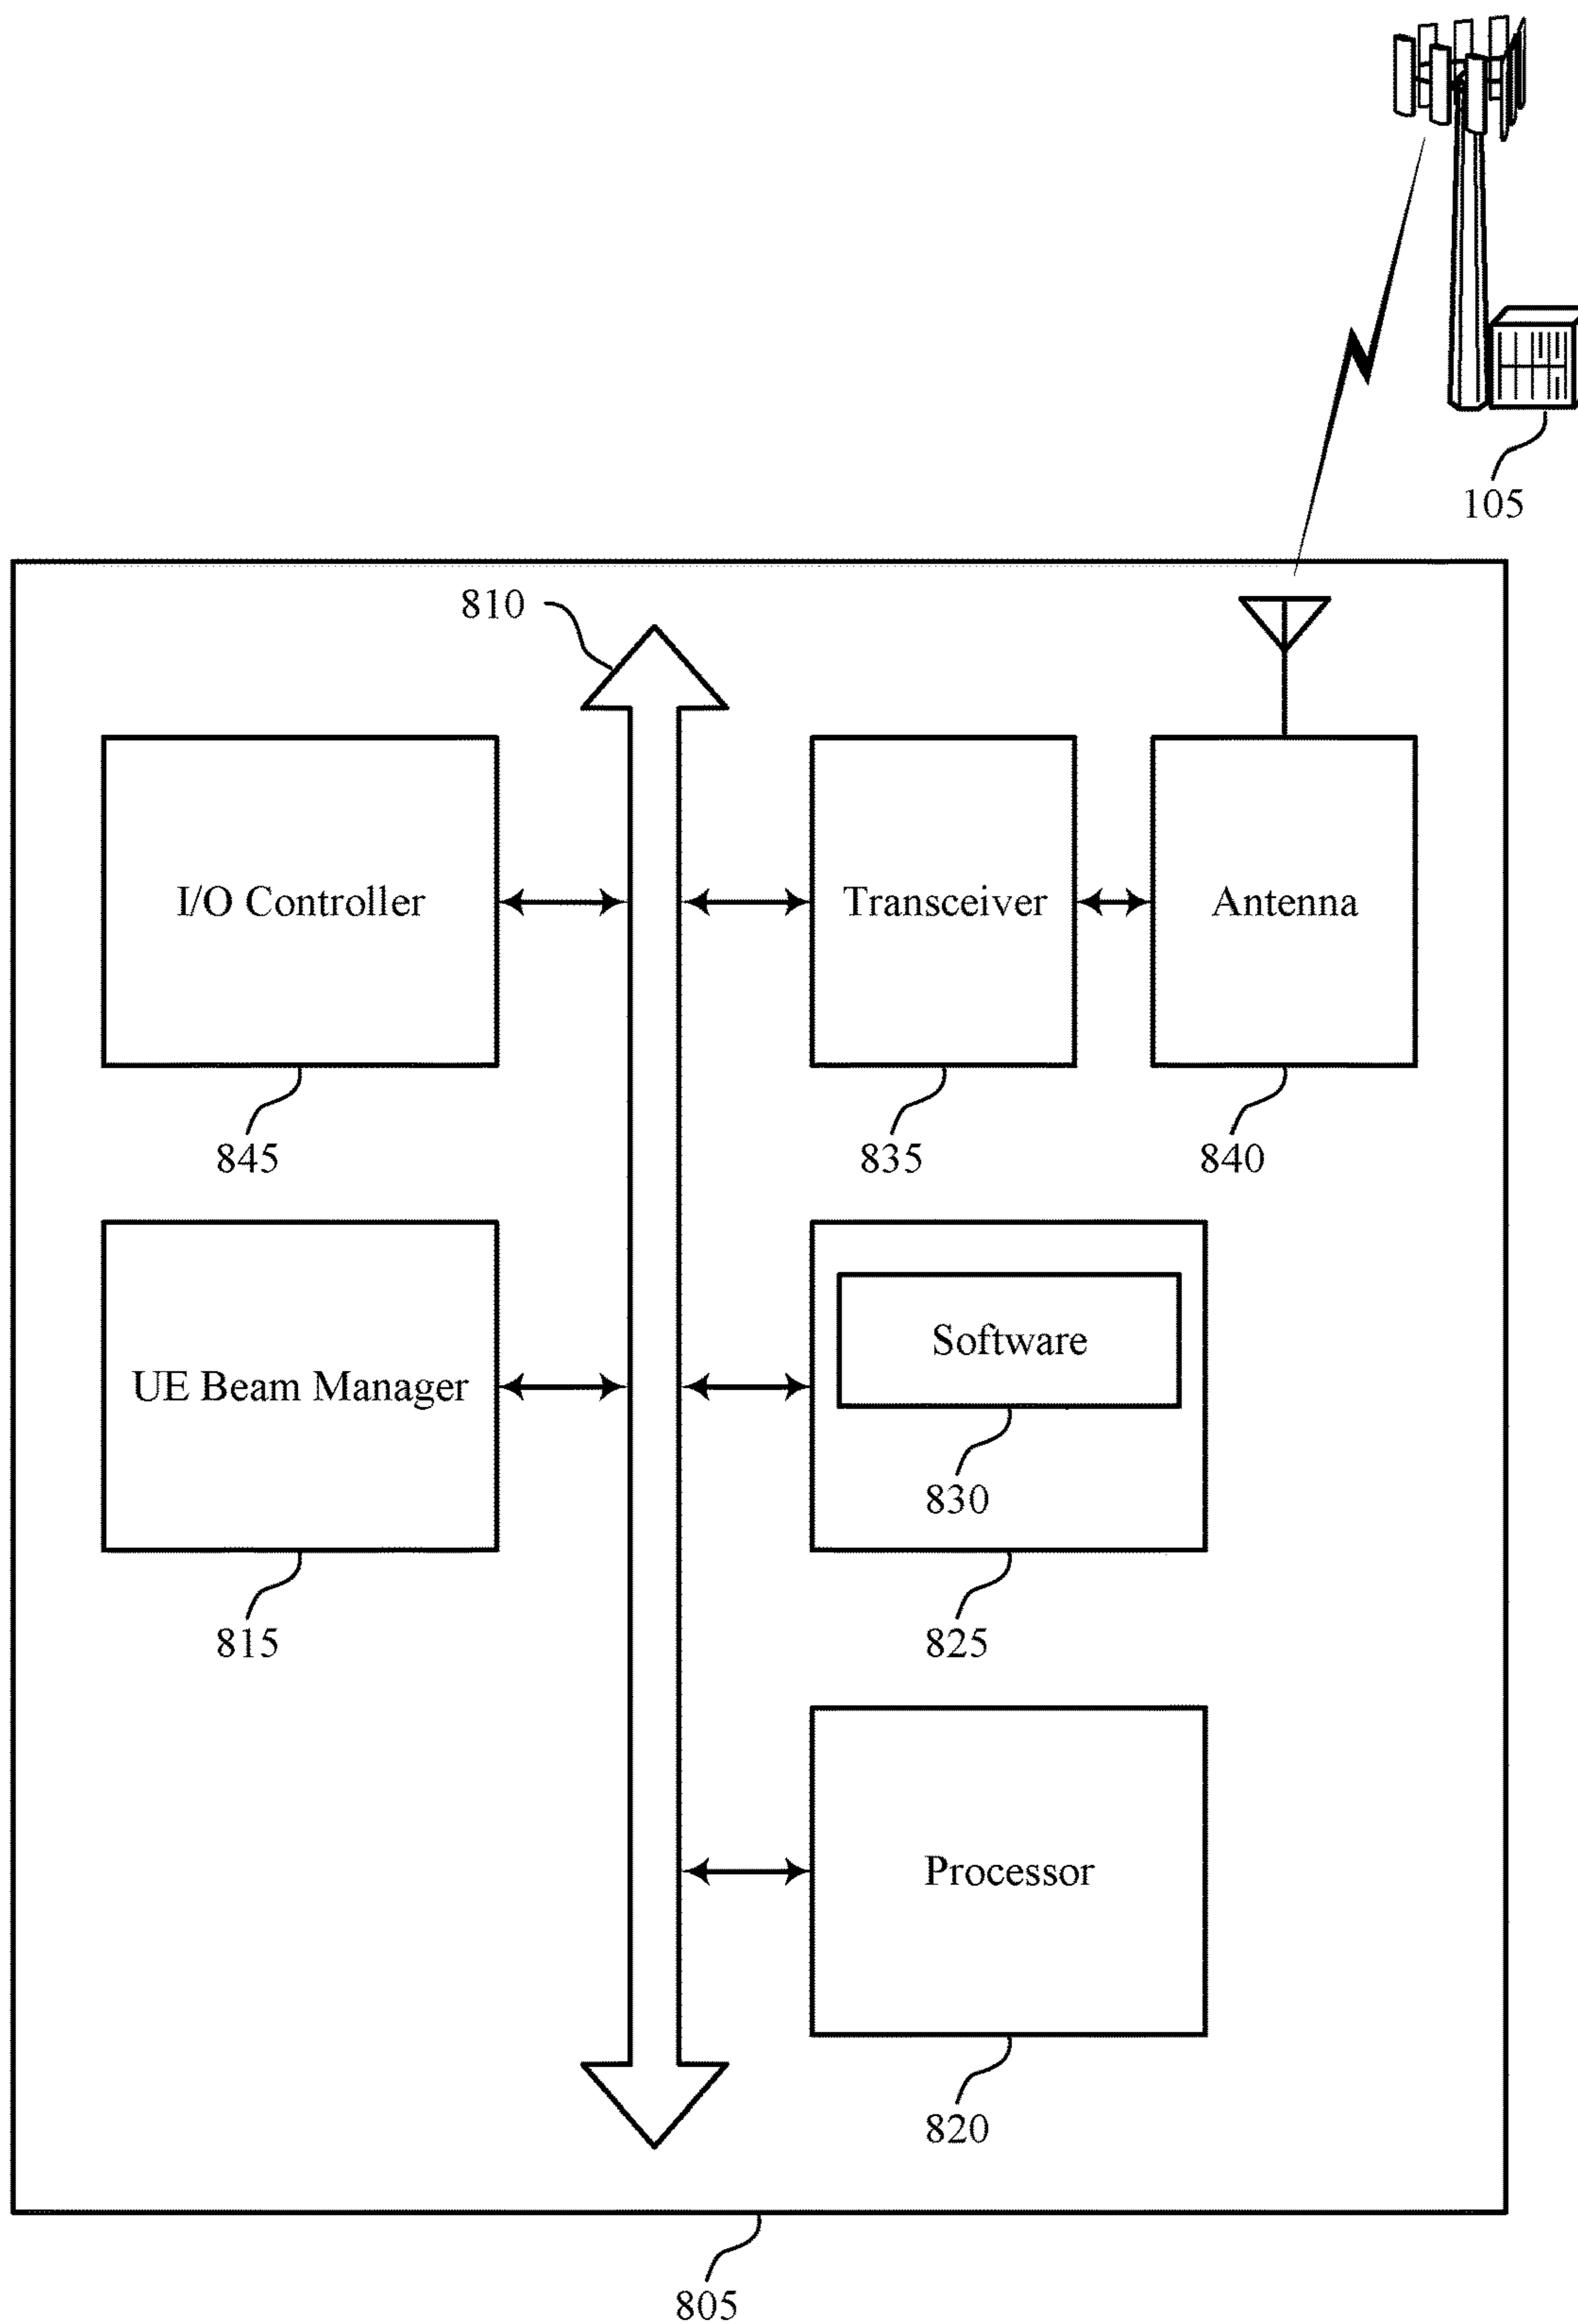 105
810
I/O Controller
Transceiver
Antenna
845
835
840
Software
UE Beam Manager
830
815
825
Processor
820
805